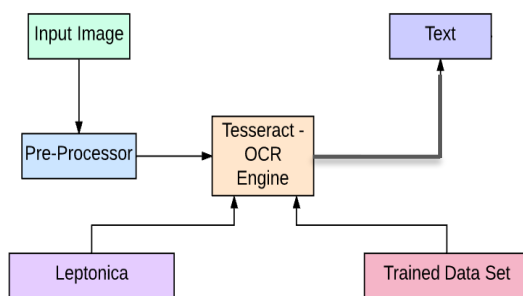 Input Image
Text
Pre-Processor
Tesseract -
OCR
Engine
Leptonica
Trained Data Set